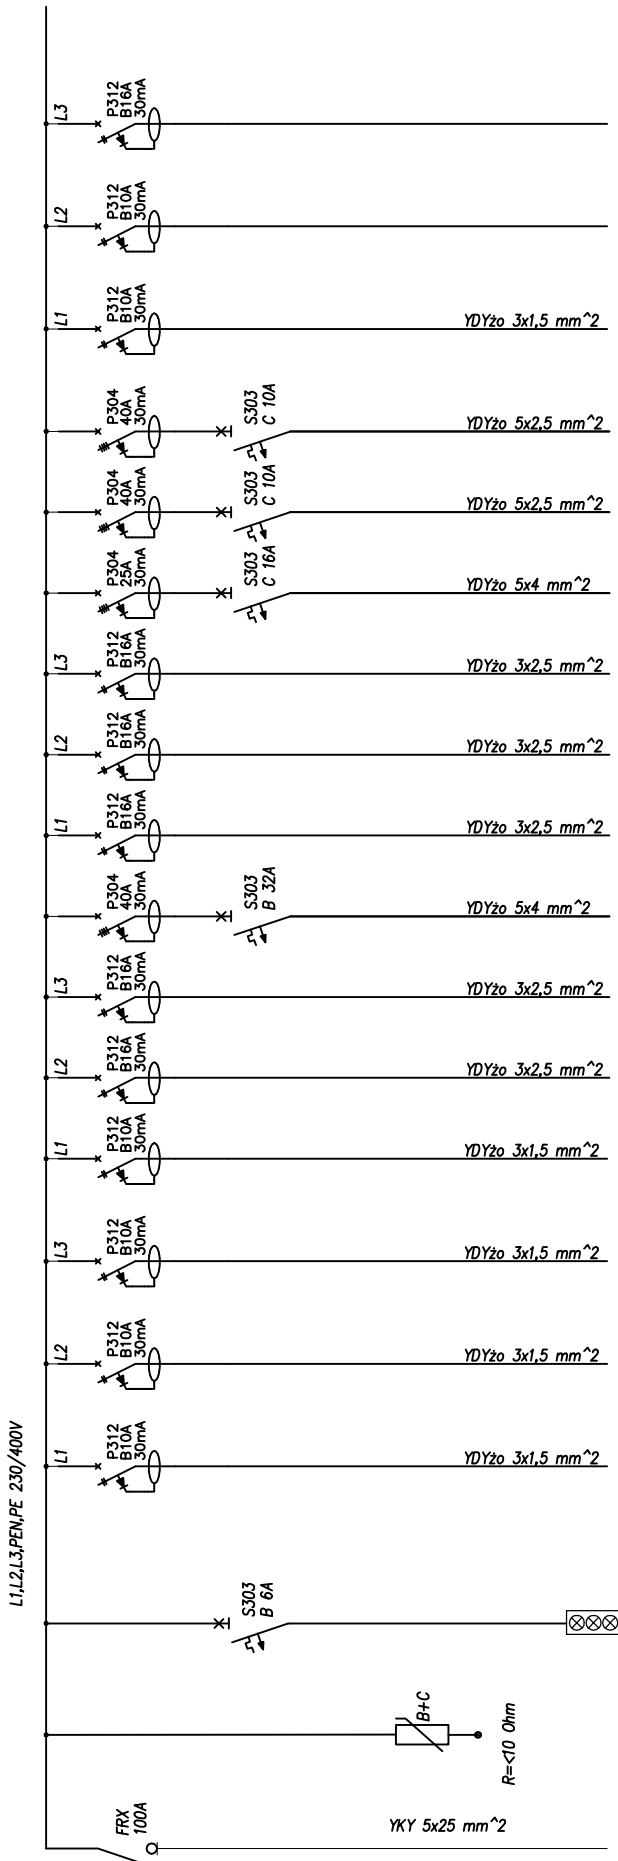 L3
P312
B16A
30mA
L2
P312
B10A
30mA
L1
P312
B10A
30mA
YDYżo 3x1,5 mm^2
P304
40A
30mA
S303
C 10A
YDYżo 5x2,5 mm^2
P304
40A
30mA
S303
C 10A
YDYżo 5x2,5 mm^2
P304
25A
30mA
S303
C 16A
YDYżo 5x4 mm^2
L3
P312
B16A
30mA
YDYżo 3x2,5 mm^2
L2
P312
B16A
30mA
YDYżo 3x2,5 mm^2
L1
P312
B16A
30mA
YDYżo 3x2,5 mm^2
P304
40A
30mA
S303
B 32A
YDYżo 5x4 mm^2
L3
P312
B16A
30mA
YDYżo 3x2,5 mm^2
L2
P312
B16A
30mA
YDYżo 3x2,5 mm^2
L1
P312
B10A
30mA
YDYżo 3x1,5 mm^2
L3
P312
B10A
30mA
YDYżo 3x1,5 mm^2
L2
P312
B10A
30mA
YDYżo 3x1,5 mm^2
L1
P312
B10A
30mA
YDYżo 3x1,5 mm^2
L1,L2,L3,PEN,PE 230/400V
S303
B 6A
B+C
R=<10 Ohm
FRX
100A
YKY 5x25 mm^2